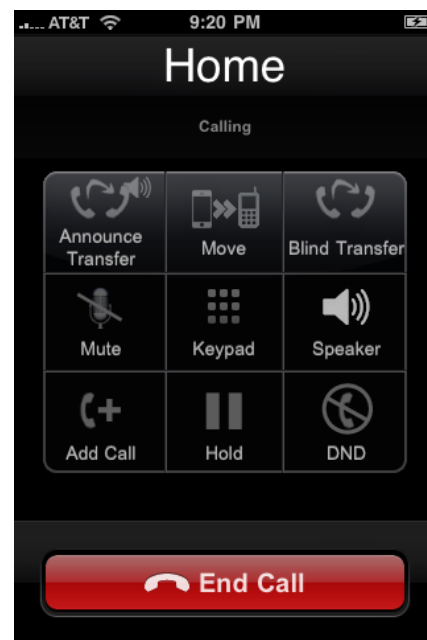 AT&T 9:20 PM
Home
Calling
Announce
Transfer
Move
Blind Transfer
Mute
Keypad
Speaker
Add Call
Hold
DND
End Call